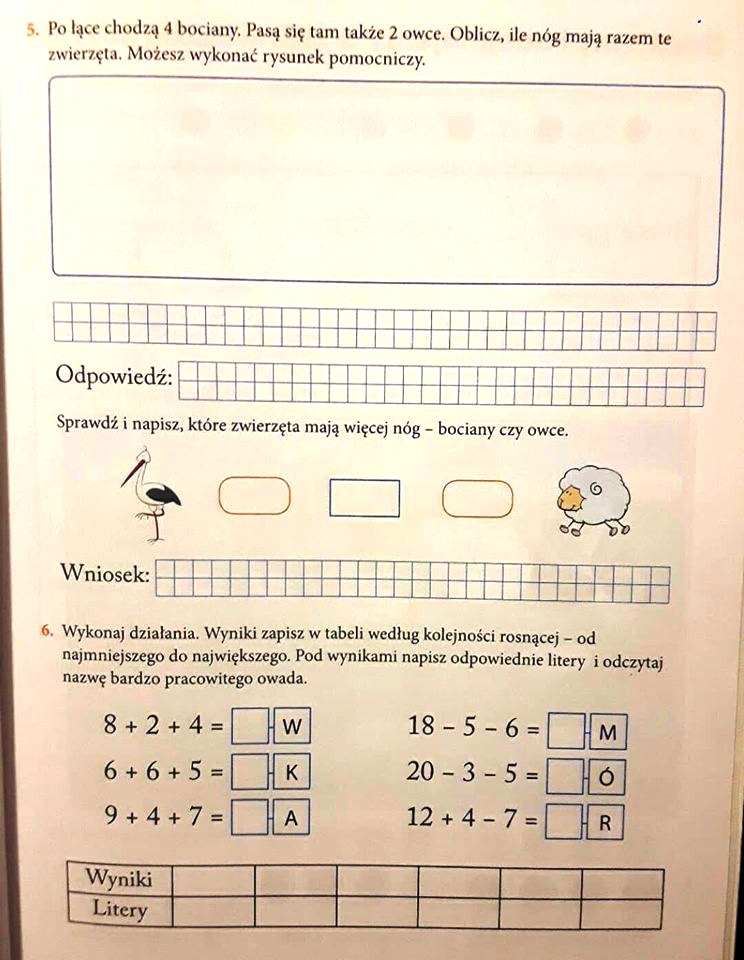 5. Po łące chodzą 4 bociany. Pasą się tam także 2 owce. Oblicz, ile nóg mają razem te
zwierzęta. Możesz wykonać rysunek pomocniczy.
Odpowiedź:
Sprawdź i napisz, które zwierzęta mają więcej nóg – bociany czy owce.
Wniosek:
6. Wykonaj działania. Wyniki zapisz w tabeli według kolejności rosnącej – od
najmniejszego do największego. Pod wynikami napisz odpowiednie litery i odczytaj
nazwę bardzo pracowitego owada.
8 + 2 + 4 = W 18 – 5 – 6 = M
6 + 6 + 5 = K 20 – 3 – 5 = Ó
9 + 4 + 7 = A 12 + 4 – 7 = R
Wyniki
Litery